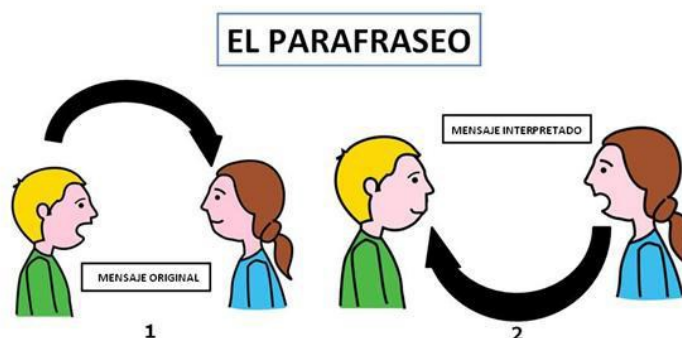 EL PARAFRASEO
MENSAJE ORIGINAL
1
MENSAJE INTERPRETADO
2